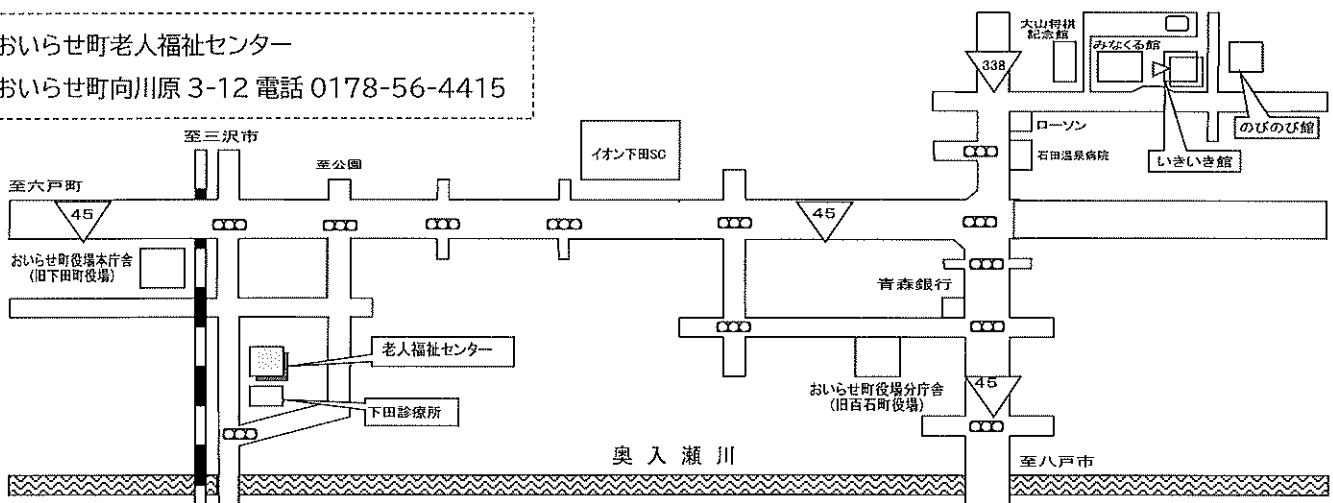 おいらせ町老人福祉センター
おいらせ町向川原 3-12 電話 0178-56-4415
大山将棋
記念館
みなくる館
338
のびのび館
ローソン
いきいき館
石田温泉病院
至三沢市
至公園
イオン下田SC
至六戸町
45
45
おいらせ町役場本庁舎
(旧下田町役場)
青森銀行
老人福祉センター
下田診療所
おいらせ町役場分庁舎
(旧百石町役場)
45
奥入瀬川
至八戸市